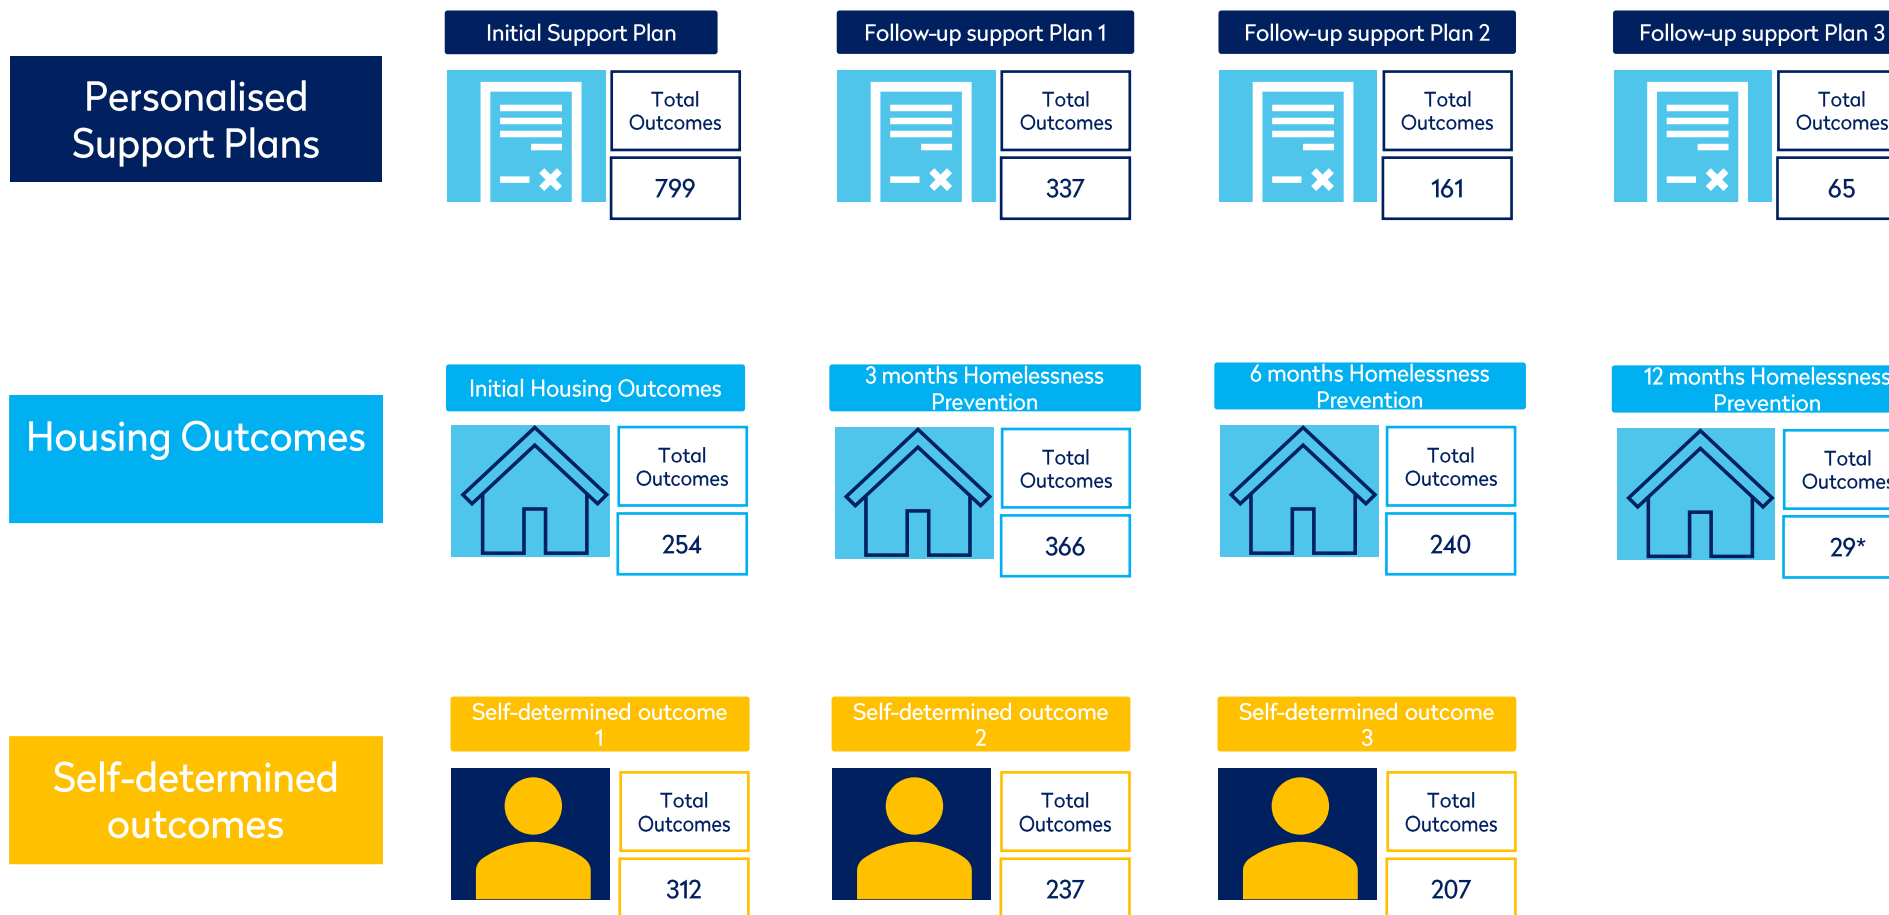 Personalised
Support Plans
Initial Support Plan
Total
Outcomes
799
Follow-up support Plan 1
Total
Outcomes
337
Follow-up support Plan 2
Total
Outcomes
161
Follow-up support Plan 3
Total
Outcomes
65
Housing Outcomes
Initial Housing Outcomes
Total
Outcomes
254
3 months Homelessness
Prevention
Total
Outcomes
366
6 months Homelessness
Prevention
Total
Outcomes
240
12 months Homelessness
Prevention
Total
Outcomes
29*
Self-determined
outcomes
Self-determined outcome
1
Total
Outcomes
312
Self-determined outcome
2
Total
Outcomes
237
Self-determined outcome
3
Total
Outcomes
207